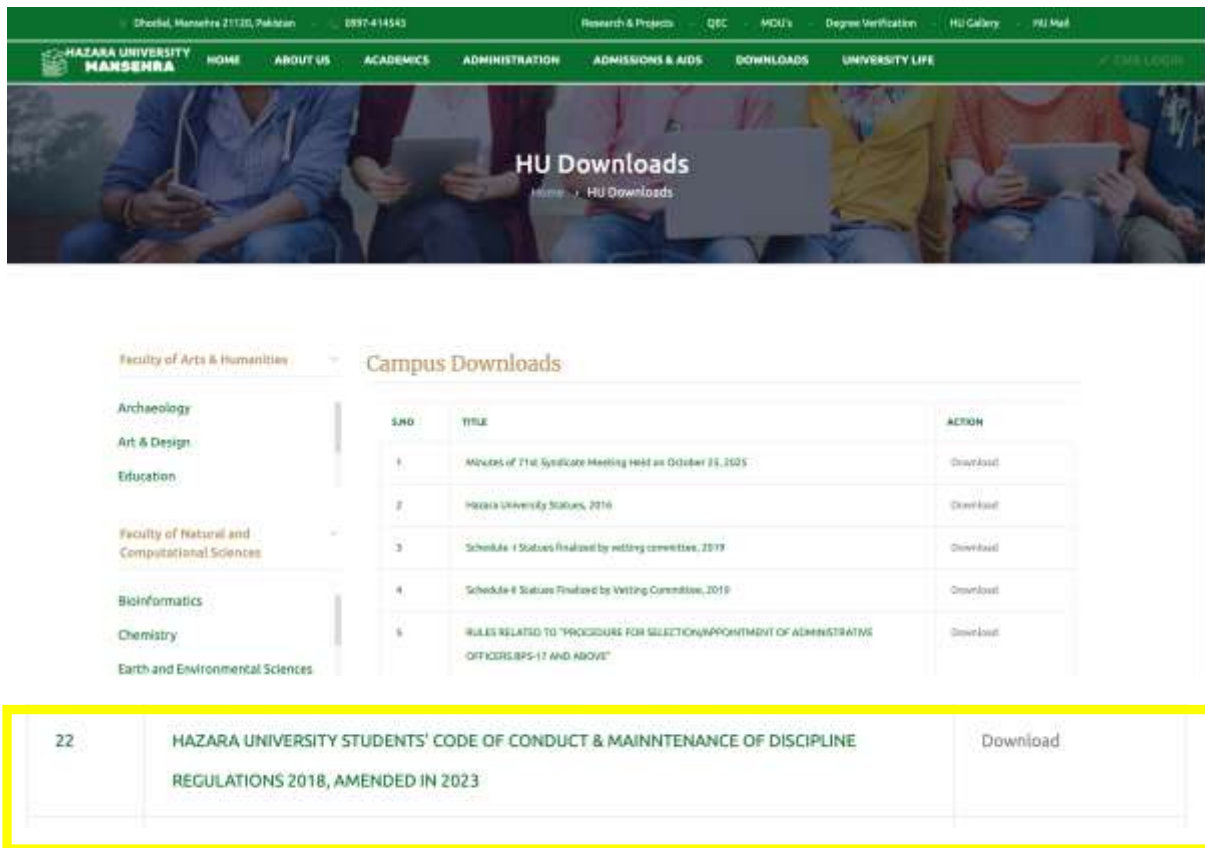 Dhodial, Mansehra 21120, Pakistan
0997-414543
Research & Projects
QEC
MOU's
Degree Verification
HU Gallery
HU Mail
HAZARA UNIVERSITY
MANSEHRA
HOME
ABOUT US
ACADEMICS
ADMINISTRATION
ADMISSIONS & AIDS
DOWNLOADS
UNIVERSITY LIFE
CMS LOGIN
HU Downloads
Home › HU Downloads
Faculty of Arts & Humanities
Archaeology
Art & Design
Education
Faculty of Natural and
Computational Sciences
Bioinformatics
Chemistry
Earth and Environmental Sciences
Campus Downloads
S.NO TITLE ACTION
1 Minutes of 71st Syndicate Meeting Held on October 25, 2025 Download
2 Hazara University Statues, 2016 Download
3 Schedule Statues Finalized by vetting committee, 2019 Download
4 Schedule Statues Finalized by Vetting Committee, 2019 Download
5 RULES RELATED TO "PROCEDURE FOR SELECTION/APPOINTMENT OF ADMINISTRATIVE Download
OFFICERS BPS-17 AND ABOVE"
22 HAZARA UNIVERSITY STUDENTS' CODE OF CONDUCT & MAINNTENANCE OF DISCIPLINE Download
REGULATIONS 2018, AMENDED IN 2023